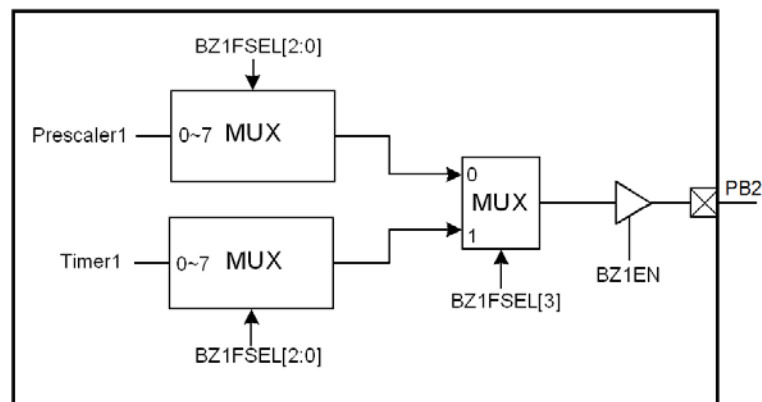 BZ1FSEL[2:0]
Prescaler1
0~7 MUX
0
MUX
1
PB2
Timer1
0~7 MUX
BZ1EN
BZ1FSEL[3]
BZ1FSEL[2:0]